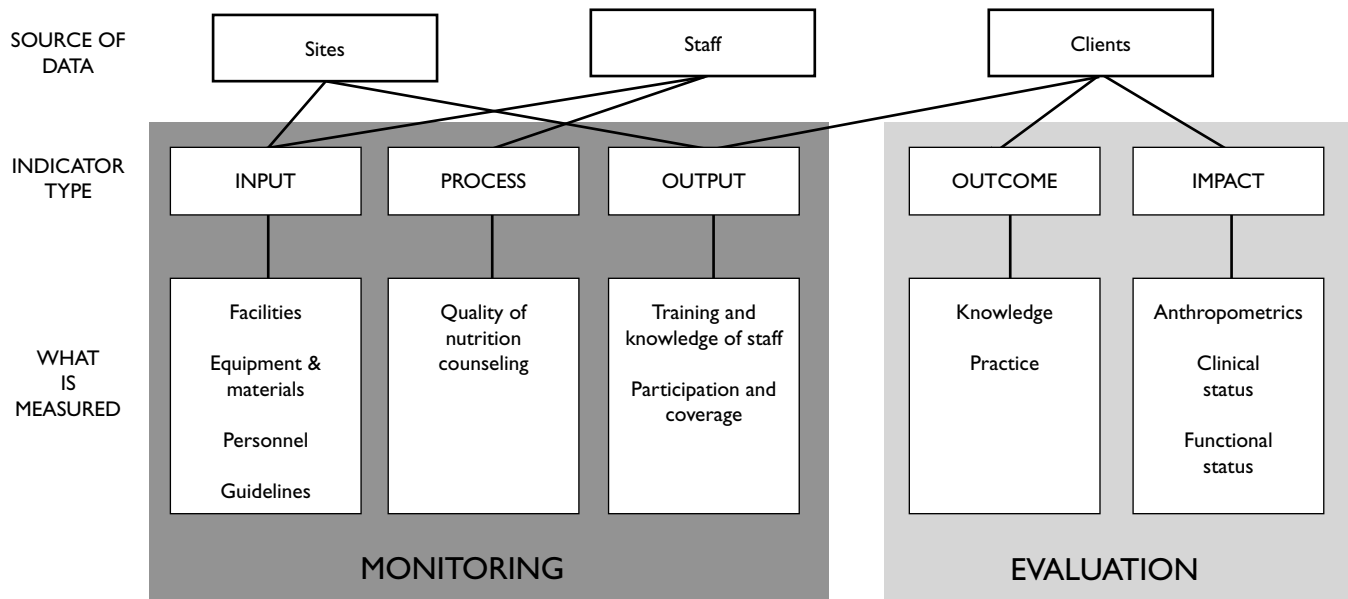 SOURCE OF
DATA
Sites
Staff
Clients
INDICATOR
TYPE
INPUT
PROCESS
OUTPUT
OUTCOME
IMPACT
WHAT
IS
MEASURED
Facilities
Equipment &
materials
Personnel
Guidelines
Quality of
nutrition
counseling
Training and
knowledge of staff
Participation and
coverage
Knowledge
Practice
Anthropometrics
Clinical
status
Functional
status
MONITORING
EVALUATION